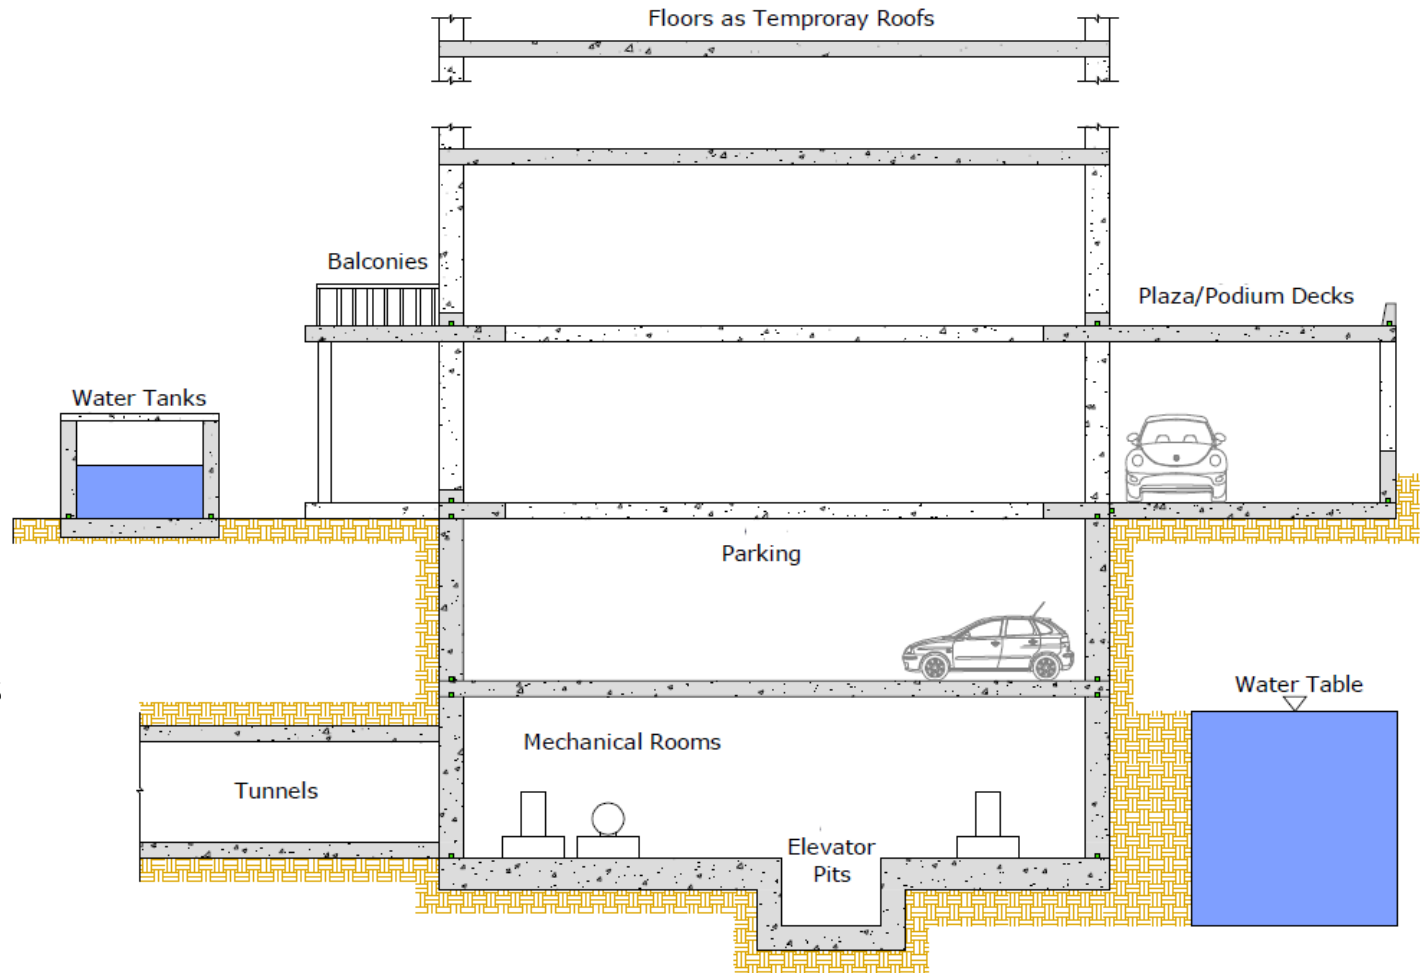 Floors as Temproray Roofs
Balconies
Plaza/Podium Decks
Water Tanks
Parking
Water Table
Mechanical Rooms
Tunnels
Elevator
Pits